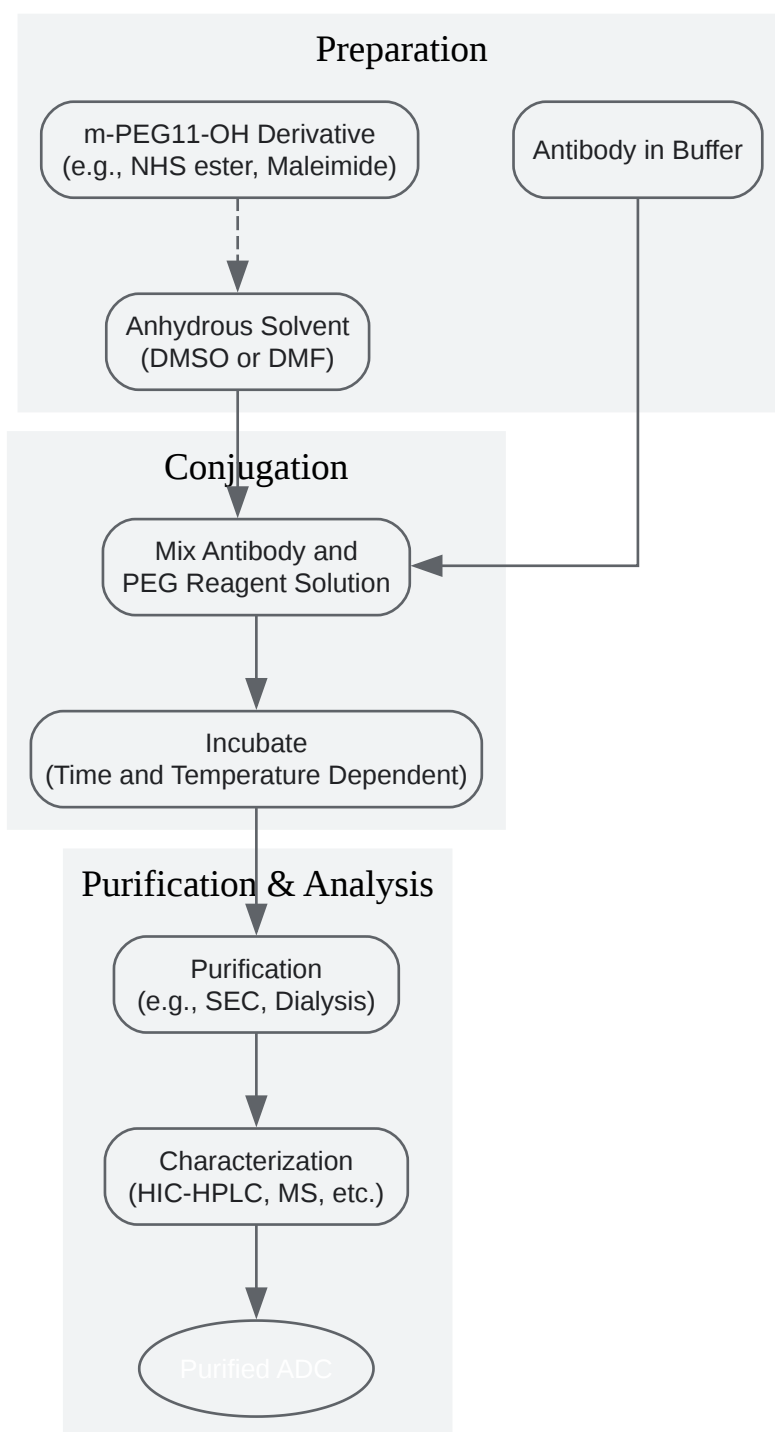 Preparation
m-PEG11-OH Derivative
(e.g., NHS ester, Maleimide)
Antibody in Buffer
Anhydrous Solvent
(DMSO or DMF)
Conjugation
Mix Antibody and
PEG Reagent Solution
Incubate
(Time and Temperature Dependent)
Purification & Analysis
Purification
(e.g., SEC, Dialysis)
Characterization
(HIC-HPLC, MS, etc.)
Purified ADC